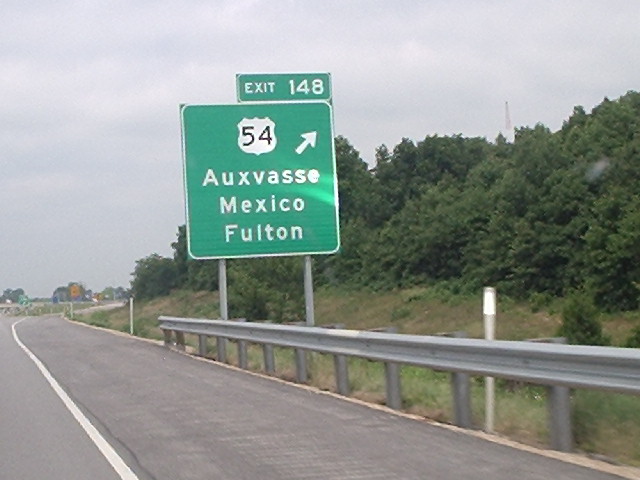 EXIT 148
54
Auxvasse
Mexico
Fulton